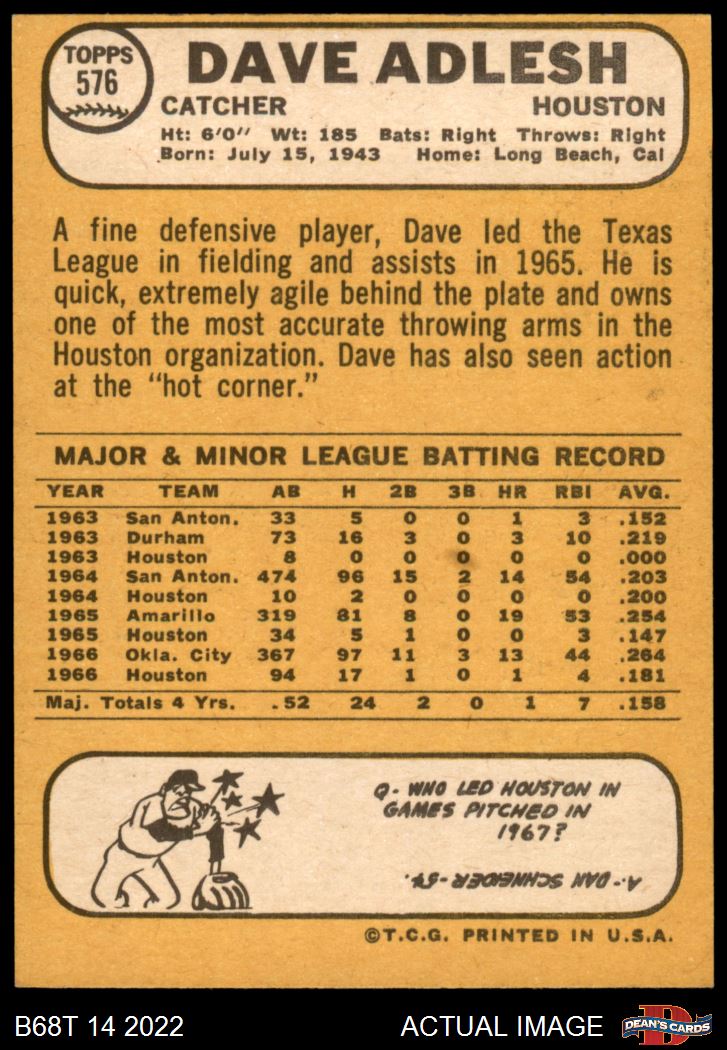 TOPPS
576
DAVE ADLESH
CATCHER HOUSTON
Ht: 6'0" Wt: 185 Bats: Right Throws: Right
Born: July 15, 1943 Home: Long Beach, Cal
A fine defensive player, Dave led the Texas
League in fielding and assists in 1965. He is
quick, extremely agile behind the plate and owns
one of the most accurate throwing arms in the
Houston organization. Dave has also seen action
at the "hot corner."
MAJOR & MINOR LEAGUE BATTING RECORD
YEAR TEAM AB H 2B 3B HR RBI AVG.
1963 San Anton. 33 5 0 0 1 3 .152
1963 Durham 73 16 3 0 3 10 .219
1963 Houston 8 0 0 0 0 0 .000
1964 San Anton. 474 96 15 2 14 54 .203
1964 Houston 10 2 0 0 0 0 .200
1965 Amarillo 319 81 8 0 19 53 .254
1965 Houston 34 5 1 0 0 3 .147
1966 Okla. City 367 97 11 3 13 44 .264
1966 Houston 94 17 1 0 1 4 .181
Maj. Totals 4 Yrs. .52 24 2 0 1 7 .158
Q- WHO LED HOUSTON IN
GAMES PITCHED IN
1967?
A-- DAN SCHNEIDER-54.
©T.C.G. PRINTED IN U.S.A.
B68T 14 2022 ACTUAL IMAGE
D
DEAN'S CARDS